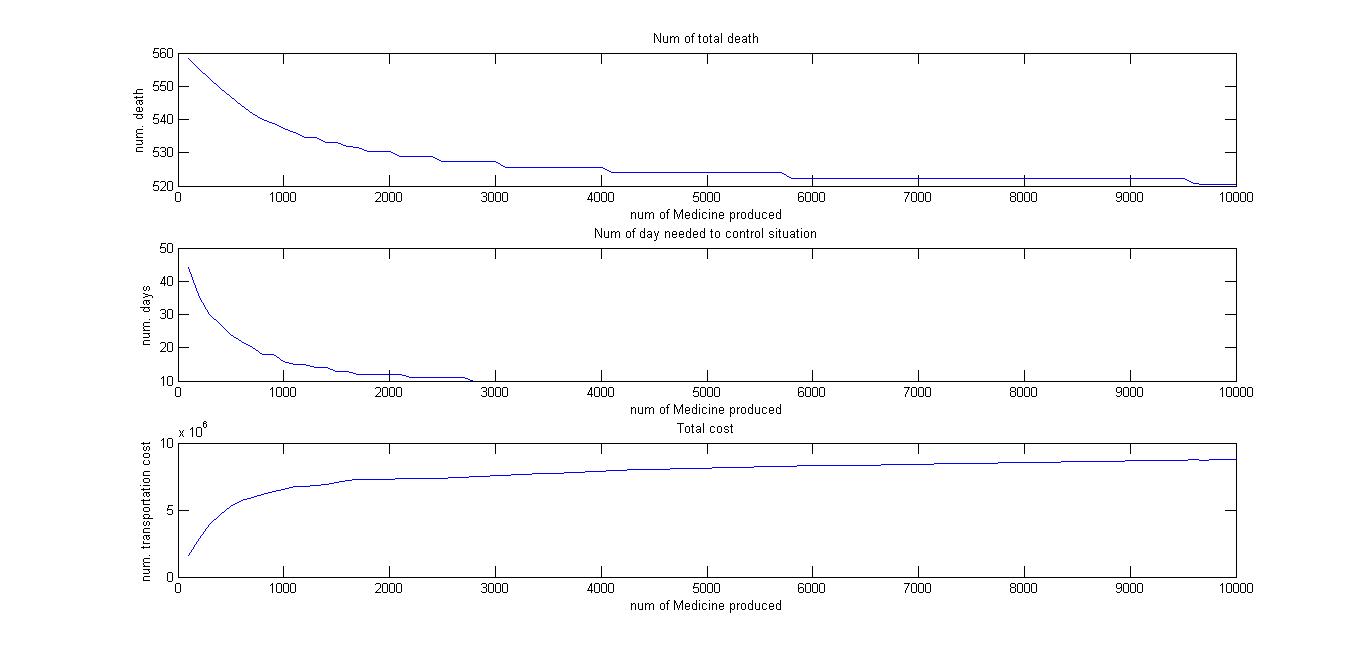 Num of total death
560
550
540
530
520
num. death
0 1000 2000 3000 4000 5000 6000 7000 8000 9000 10000
num of Medicine produced
Num of day needed to control situation
50
40
30
20
10
num. days
0 1000 2000 3000 4000 5000 6000 7000 8000 9000 10000
num of Medicine produced
Total cost
x 10^6
10
5
0
num. transportation cost
0 1000 2000 3000 4000 5000 6000 7000 8000 9000 10000
num of Medicine produced